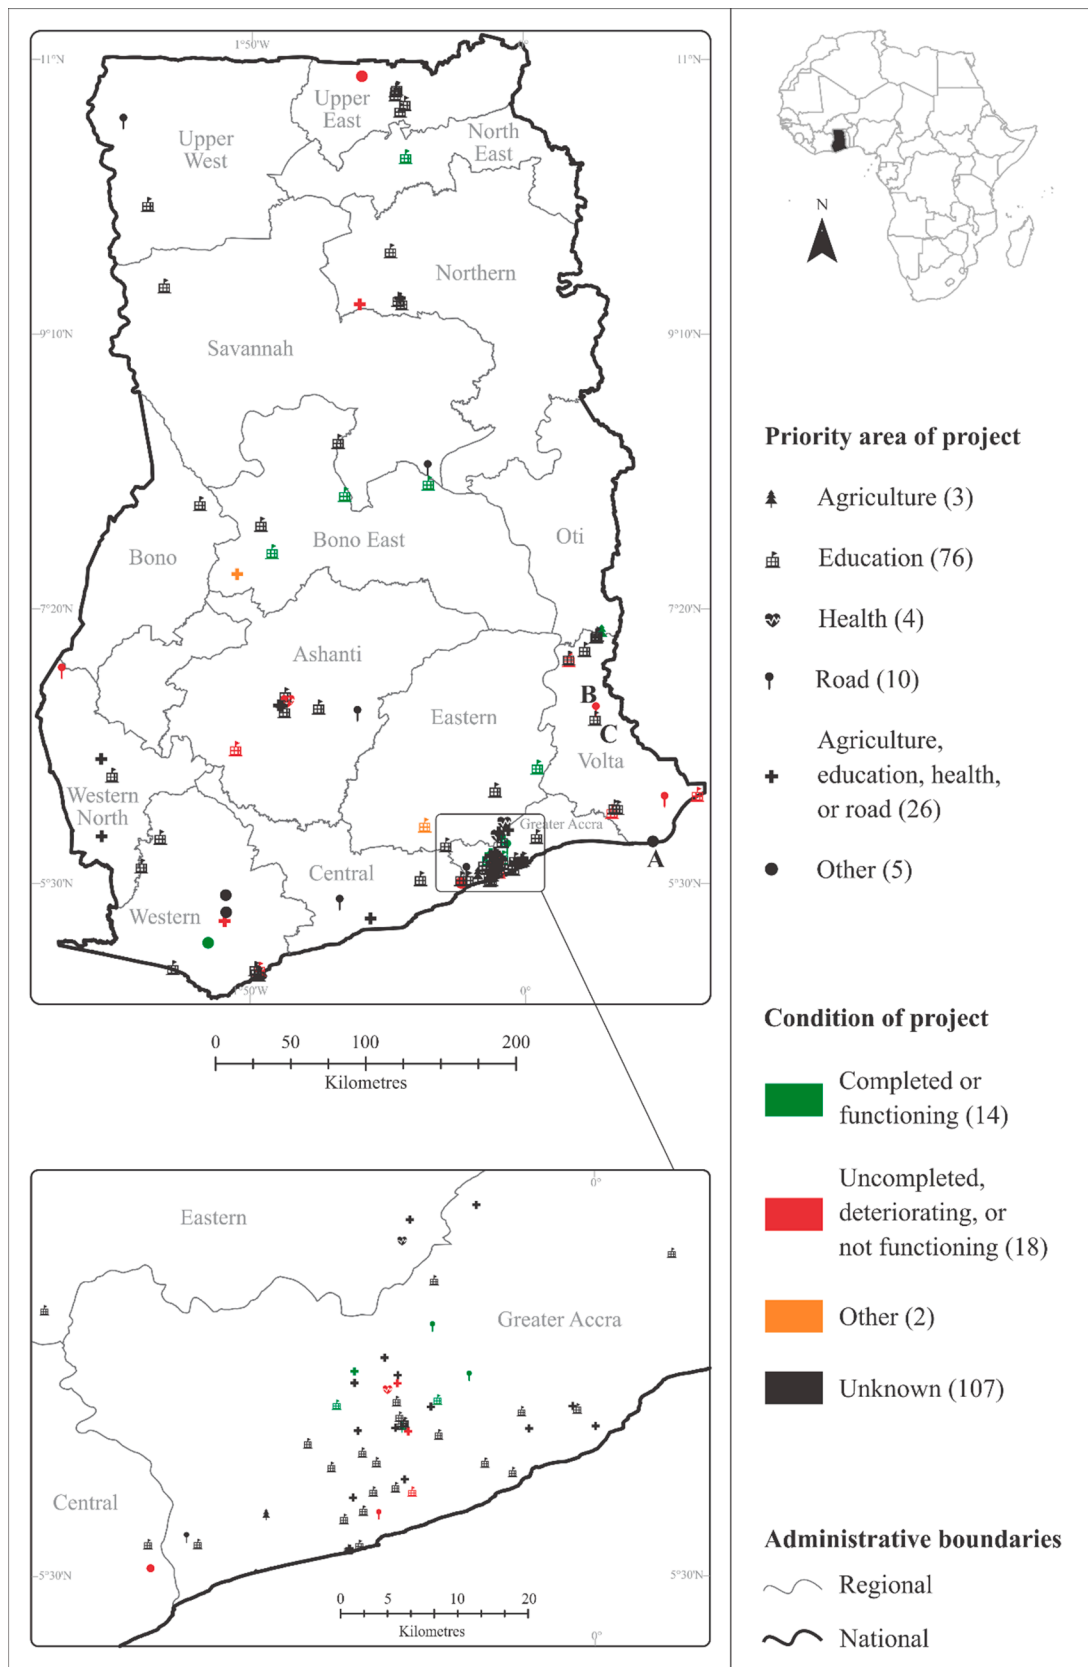 1°50'W
0°
11°N
11°N
Upper
East
Upper
West
North
East
Northern
9°10'N
9°10'N
Savannah
Bono
Bono East
Oti
7°20'N
7°20'N
Ashanti
B
Eastern
C
Volta
Western
North
Greater Accra
A
Central
5°30'N
5°30'N
Western
1°50'W
0°
0
50
100
200
Kilometres
0°
Eastern
Greater Accra
Central
5°30'N
5°30'N
0
5
10
20
Kilometres
0°
N
Priority area of project
Agriculture (3)
Education (76)
Health (4)
Road (10)
Agriculture,
education, health,
or road (26)
Other (5)
Condition of project
Completed or
functioning (14)
Uncompleted,
deteriorating, or
not functioning (18)
Other (2)
Unknown (107)
Administrative boundaries
Regional
National